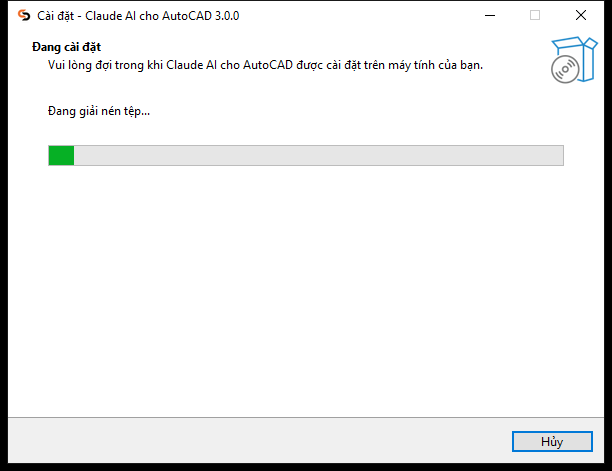 Cài đặt - Claude AI cho AutoCAD 3.0.0
Đang cài đặt
Vui lòng đợi trong khi Claude AI cho AutoCAD được cài đặt trên máy tính của bạn.
Đang giải nén tệp...
Hủy